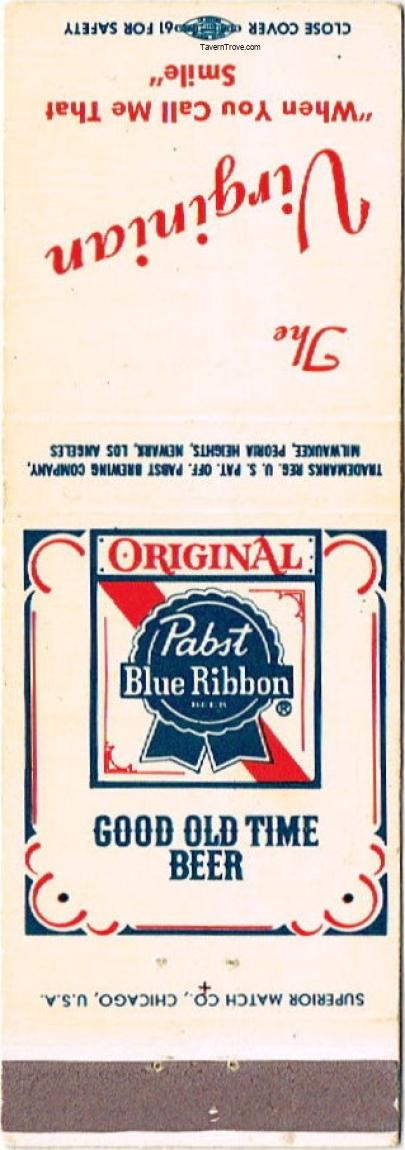 TavernTrove.com
CLOSE COVER 61 FOR SAFETY
"When You Call Me That
Smile"
The
Virginian
TRADEMARKS REG. U. S. PAT. OFF. PABST BREWING COMPANY,
MILWAUKEE, PEORIA HEIGHTS, NEWARK, LOS ANGELES
ORIGINAL
Pabst
Blue Ribbon
BEER
®
GOOD OLD TIME
BEER
SUPERIOR MATCH CO., CHICAGO, U.S.A.